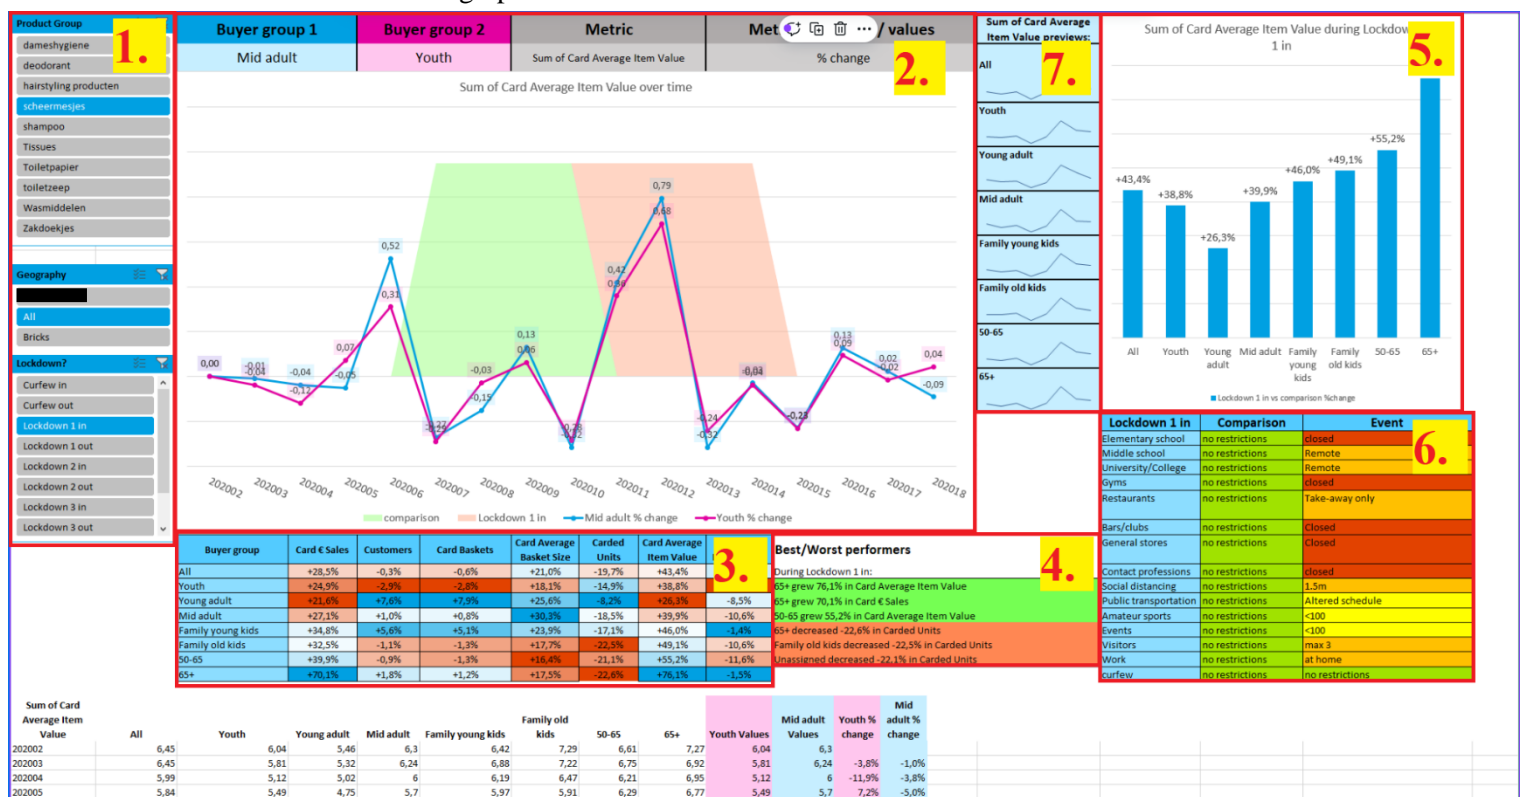 Product Group
1.
dameshygiene
deodorant
hairstyling producten
scheermesjes
shampoo
Tissues
Toiletpapier
toiletzeep
Wasmiddelen
Zakdoekjes
Geography
All
Bricks
Lockdown?
Curfew in
Curfew out
Lockdown 1 in
Lockdown 1 out
Lockdown 2 in
Lockdown 2 out
Lockdown 3 in
Lockdown 3 out
Buyer group 1
Buyer group 2
Metric
/ values
Mid adult
Youth
Sum of Card Average Item Value
% change
2.
Sum of Card Average Item Value over time
0,00
-0,01
-0,04
-0,04
-0,12
0,07
-0,05
0,52
0,31
-0,03
-0,15
0,13
0,06
0,42
0,79
0,68
-0,24
-0,32
-0,04
-0,23
0,13
0,09
0,02
-0,02
0,04
-0,09
202002 202003 202004 202005 202006 202007 202008 202009 202010 202011 202012 202013 202014 202015 202016 202017 202018
comparison Lockdown 1 in Mid adult % change Youth % change
Sum of Card Average
Item Value previews:
7.
All
Youth
Young adult
Mid adult
Family young kids
Family old kids
50-65
65+
Sum of Card Average Item Value during Lockdown
1 in
5.
+43,4%
+38,8%
+26,3%
+39,9%
+46,0%
+49,1%
+55,2%
All Youth Young adult Mid adult Family young kids Family old kids 50-65 65+
Lockdown 1 in vs comparison %change
Buyer group Card € Sales Customers Card Baskets Card Average Basket Size Carded Units Card Average Item Value
3.
All +28,5% -0,3% -0,6% +21,0% -19,7% +43,4%
Youth +24,9% -2,9% -2,8% +18,1% -14,9% +38,8%
Young adult +21,6% +7,6% +7,9% +25,6% -8,2% +26,3% -8,5%
Mid adult +27,1% +1,0% +0,8% +30,3% -18,5% +39,9% -10,6%
Family young kids +34,8% +5,6% +5,1% +23,9% -17,1% +46,0% -1,4%
Family old kids +32,5% -1,1% -1,3% +17,7% -22,5% +49,1% -10,6%
50-65 +39,9% -0,9% -1,3% +16,4% -21,1% +55,2% -11,6%
65+ +70,1% +1,8% +1,2% +17,5% -22,6% +76,1% -1,5%
Best/Worst performers
4.
During Lockdown 1 in:
65+ grew 76,1% in Card Average Item Value
65+ grew 70,1% in Card € Sales
50-65 grew 55,2% in Card Average Item Value
65+ decreased -22,6% in Carded Units
Family old kids decreased -22,5% in Carded Units
Unassigned decreased -22,1% in Carded Units
Lockdown 1 in Comparison Event
6.
Elementary school no restrictions closed
Middle school no restrictions Remote
University/College no restrictions Remote
Gyms no restrictions closed
Restaurants no restrictions Take-away only
Bars/clubs no restrictions Closed
General stores no restrictions Closed
Contact professions no restrictions closed
Social distancing no restrictions 1.5m
Public transportation no restrictions Altered schedule
Amateur sports no restrictions <100
Events no restrictions <100
Visitors no restrictions max 3
Work no restrictions at home
curfew no restrictions no restrictions
Sum of Card Average Item Value All Youth Young adult Mid adult Family young kids Family old kids 50-65 65+ Youth Values Mid adult Values Youth % change Mid adult % change
202002 6,45 6,04 5,46 6,3 6,42 7,29 6,61 7,27 6,04 6,3
202003 6,45 5,81 5,32 6,24 6,88 7,22 6,75 6,92 5,81 6,24 -3,8% -1,0%
202004 5,99 5,12 5,02 6 6,19 6,47 6,21 6,95 5,12 6 -11,9% -3,8%
202005 5,84 5,49 4,75 5,7 5,97 5,91 6,29 6,77 5,49 5,7 7,2% -5,0%